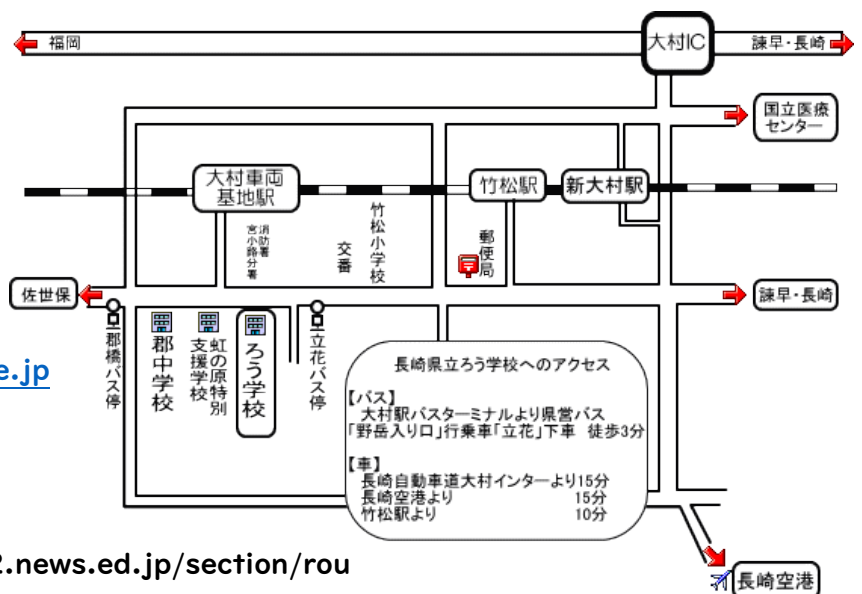 福岡
大村IC
諫早・長崎
国立医療
センター
大村車両
基地駅
竹松駅
新大村駅
消防署
宮小路分署
交番
竹松小学校
郵便局
佐世保
諫早・長崎
郡橋バス停
郡中学校
虹の原特別
支援学校
ろう学校
立花バス停
e.jp
長崎県立ろう学校へのアクセス
【バス】
大村駅バスターミナルより県営バス
「野岳入り口」行乗車「立花」下車 徒歩3分
【車】
長崎自動車道大村インターより15分
長崎空港より 15分
竹松駅より 10分
2.news.ed.jp/section/rou
長崎空港